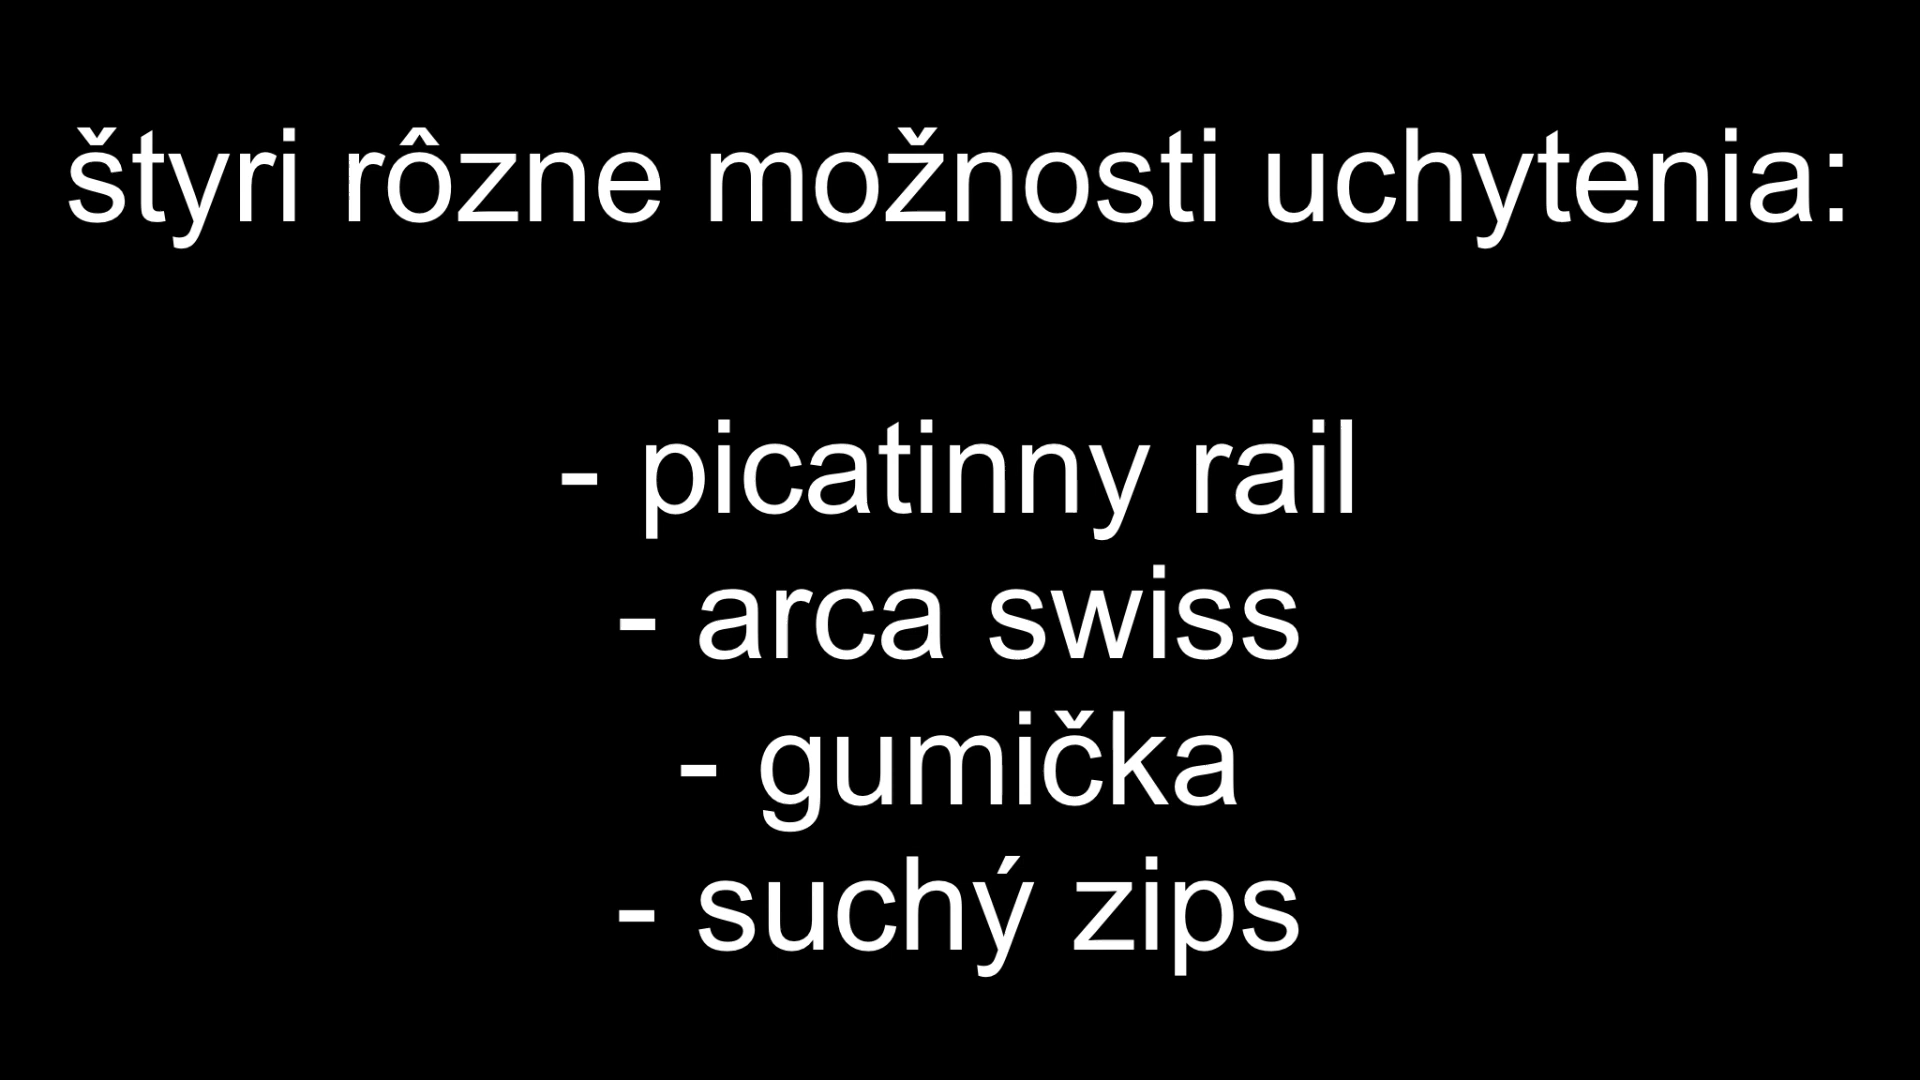 štyri rôzne možnosti uchytenia:
- picatinny rail
- arca swiss
- gumička
- suchý zips